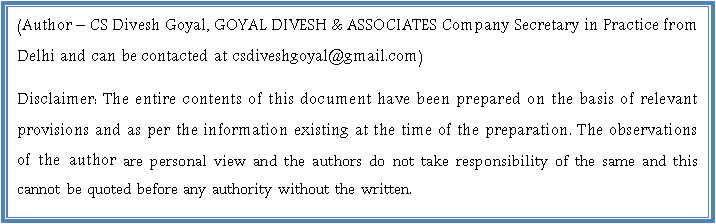 (Author – CS Divesh Goyal, GOYAL DIVESH & ASSOCIATES Company Secretary in Practice from
Delhi and can be contacted at csdiveshgoyal@gmail.com)
Disclaimer: The entire contents of this document have been prepared on the basis of relevant
provisions and as per the information existing at the time of the preparation. The observations
of the author are personal view and the authors do not take responsibility of the same and this
cannot be quoted before any authority without the written.